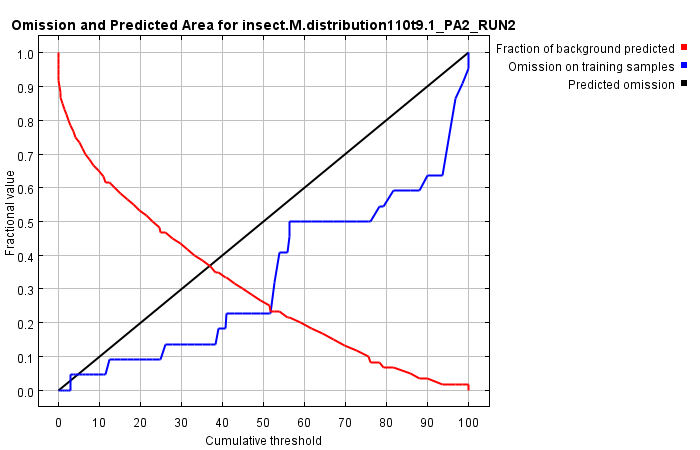 Omission and Predicted Area for insect.M.distribution110t9.1_PA2_RUN2
Fraction of background predicted
Omission on training samples
Predicted omission
Fractional value
1.0
0.9
0.8
0.7
0.6
0.5
0.4
0.3
0.2
0.1
0.0
0 10 20 30 40 50 60 70 80 90 100
Cumulative threshold